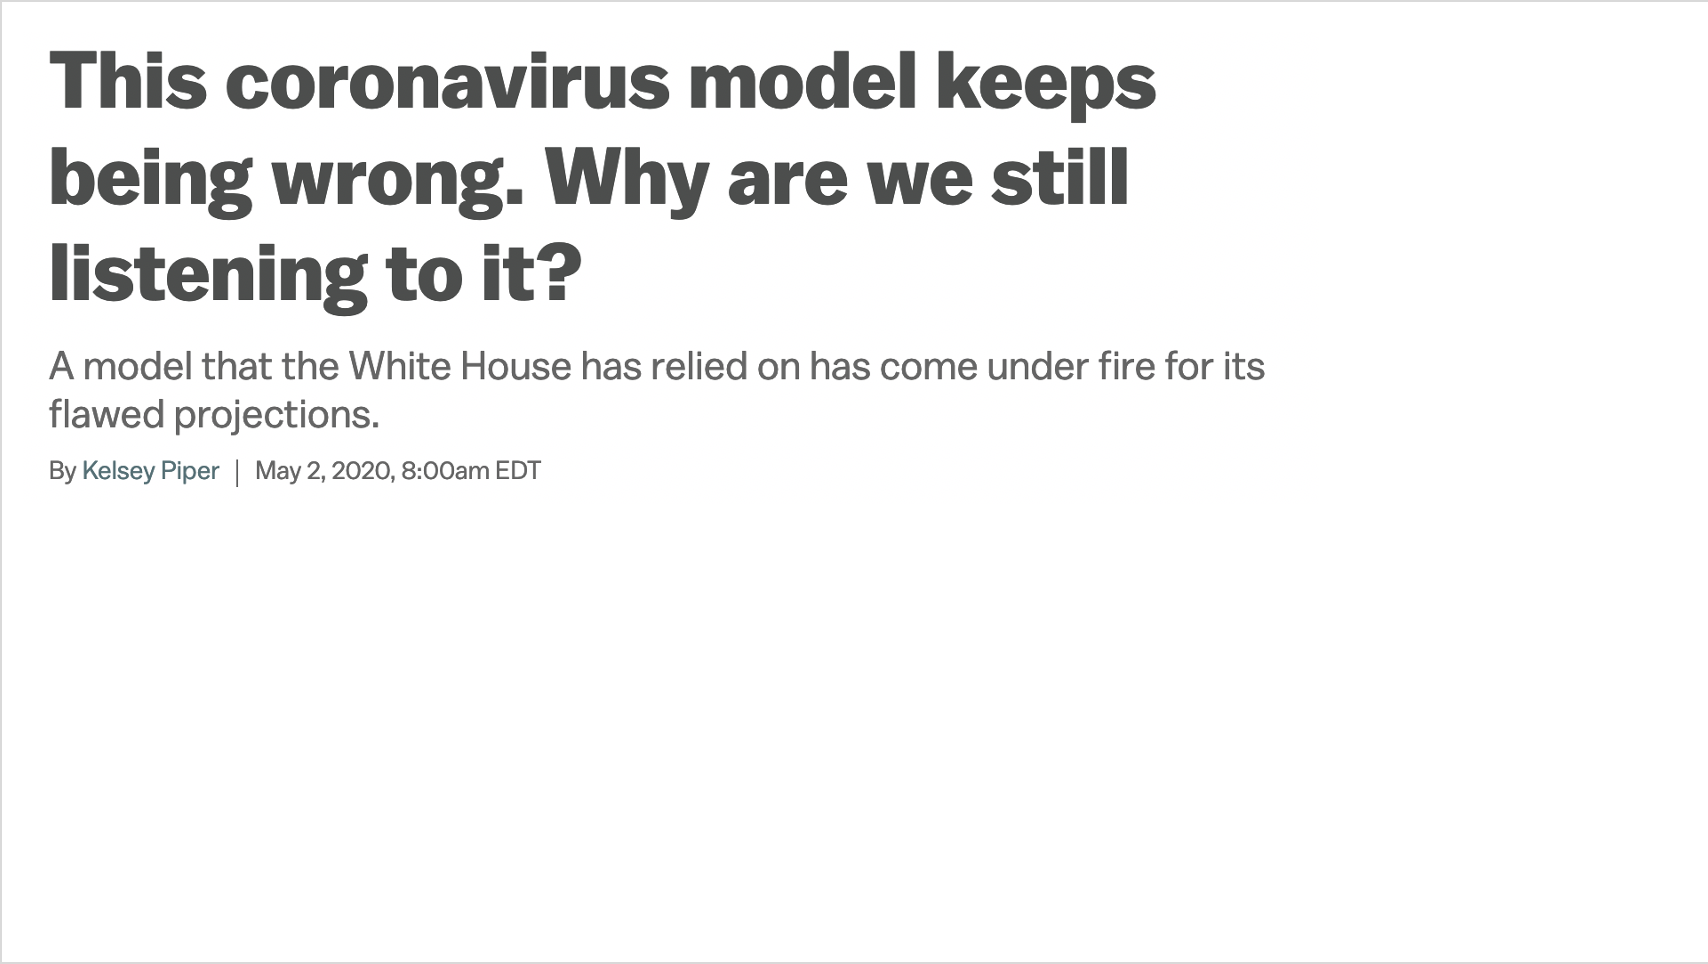 This coronavirus model keeps
being wrong. Why are we still
listening to it?
A model that the White House has relied on has come under fire for its
flawed projections.
By Kelsey Piper | May 2, 2020, 8:00am EDT